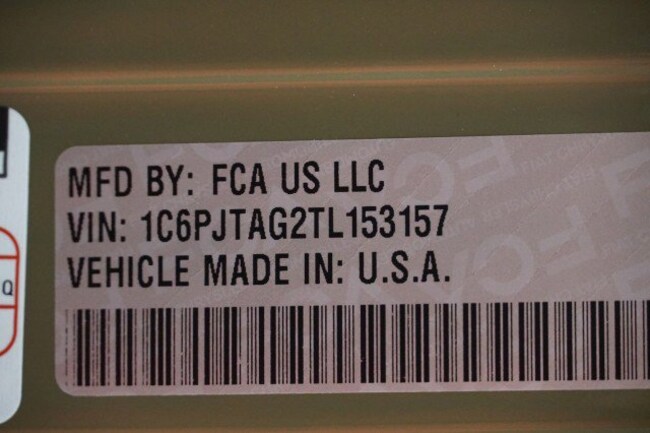 MFD BY: FCA US LLC
VIN: 1C6PJTAG2TL153157
VEHICLE MADE IN: U.S.A.
Q